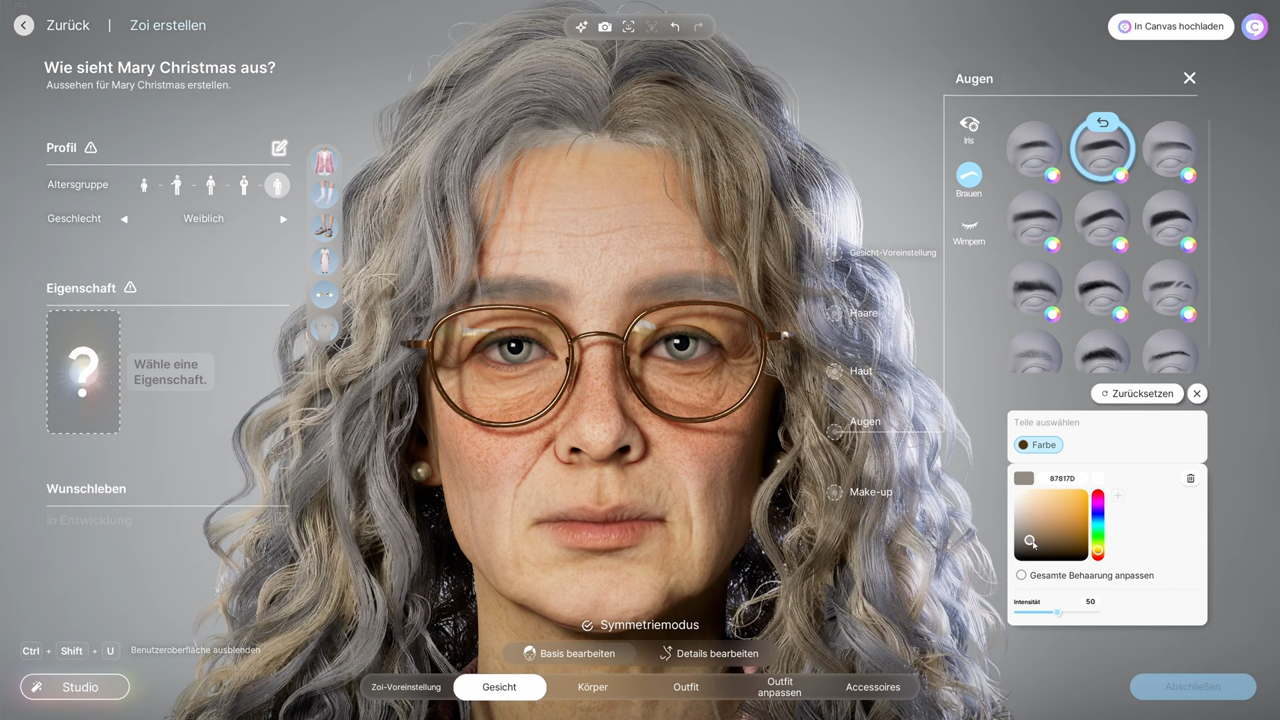 Zurück | Zoi erstellen
In Canvas hochladen
Wie sieht Mary Christmas aus?
Aussehen für Mary Christmas erstellen.
Profil
Altersgruppe
Geschlecht
Weiblich
Eigenschaft
?
Wähle eine
Eigenschaft.
Wunschleben
In Entwicklung
Ctrl + Shift + U Benutzeroberfläche ausblenden
Studio
Gesicht-Voreinstellung
Haare
Haut
Augen
Make-up
Symmetriemodus
Basis bearbeiten
Details bearbeiten
Zoi-Voreinstellung
Gesicht
Körper
Outfit
Outfit
anpassen
Accessoires
Augen
Iris
Brauen
Wimpern
Zurücksetzen
Teile auswählen
Farbe
87817D
Gesamte Behaarung anpassen
Intensität
50
Abschließen